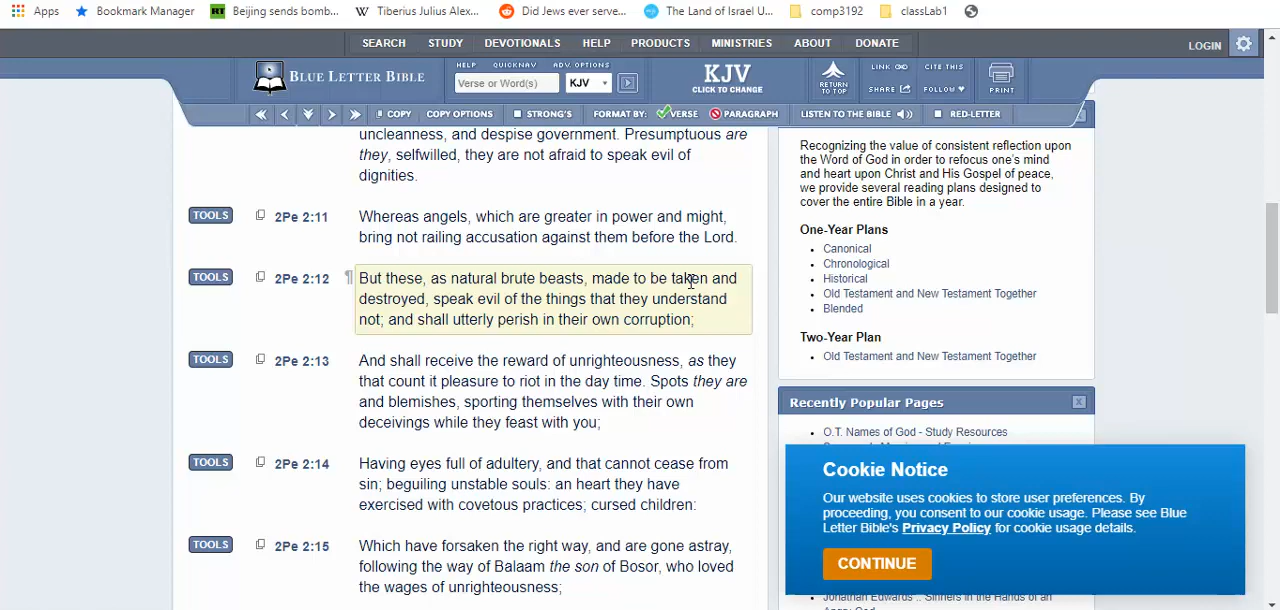 Apps Bookmark Manager RT Beijing sends bomb... W Tiberius Julius Alex... Did Jews ever serve... The Land of Israel U... comp3192 classLab1
SEARCH STUDY DEVOTIONALS HELP PRODUCTS MINISTRIES ABOUT DONATE LOGIN
BLUE LETTER BIBLE
HELP QUICKNAV ADV. OPTIONS
Verse or Word(s) KJV
KJV
CLICK TO CHANGE
RETURN
TO TOP
LINK CITE THIS
SHARE FOLLOW
PRINT
COPY COPY OPTIONS STRONG'S FORMAT BY: VERSE PARAGRAPH LISTEN TO THE BIBLE RED-LETTER
uncleanness, and despise government. Presumptuous are
they, selfwilled, they are not afraid to speak evil of
dignities.
TOOLS 2Pe 2:11 Whereas angels, which are greater in power and might,
bring not railing accusation against them before the Lord.
TOOLS 2Pe 2:12 ¶ But these, as natural brute beasts, made to be taken and
destroyed, speak evil of the things that they understand
not; and shall utterly perish in their own corruption;
TOOLS 2Pe 2:13 And shall receive the reward of unrighteousness, as they
that count it pleasure to riot in the day time. Spots they are
and blemishes, sporting themselves with their own
deceivings while they feast with you;
TOOLS 2Pe 2:14 Having eyes full of adultery, and that cannot cease from
sin; beguiling unstable souls: an heart they have
exercised with covetous practices; cursed children:
TOOLS 2Pe 2:15 Which have forsaken the right way, and are gone astray,
following the way of Balaam the son of Bosor, who loved
the wages of unrighteousness;
Recognizing the value of consistent reflection upon
the Word of God in order to refocus one's mind
and heart upon Christ and His Gospel of peace,
we provide several reading plans designed to
cover the entire Bible in a year.
One-Year Plans
Canonical
Chronological
Historical
Old Testament and New Testament Together
Blended
Two-Year Plan
Old Testament and New Testament Together
Recently Popular Pages X
O.T. Names of God - Study Resources
Cookie Notice
Our website uses cookies to store user preferences. By
proceeding, you consent to our cookie usage. Please see Blue
Letter Bible's Privacy Policy for cookie usage details.
CONTINUE
Jonathan Edwards :: Sinners in the Hands of an